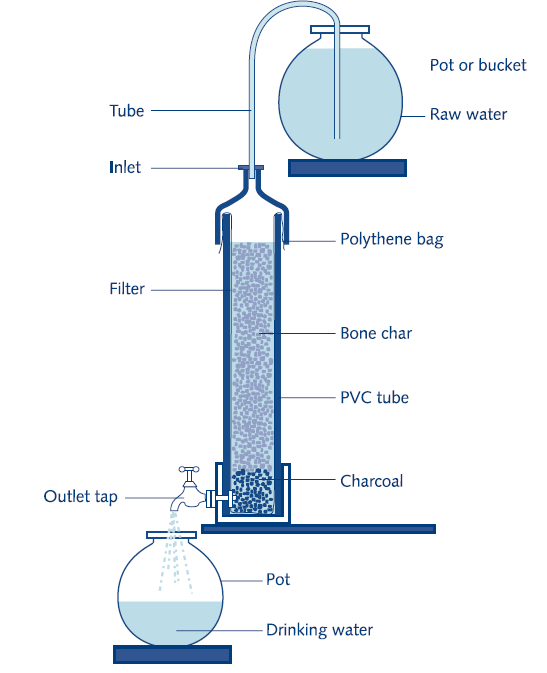 Pot or bucket
Tube
Raw water
Inlet
Polythene bag
Filter
Bone char
PVC tube
Charcoal
Outlet tap
Pot
Drinking water